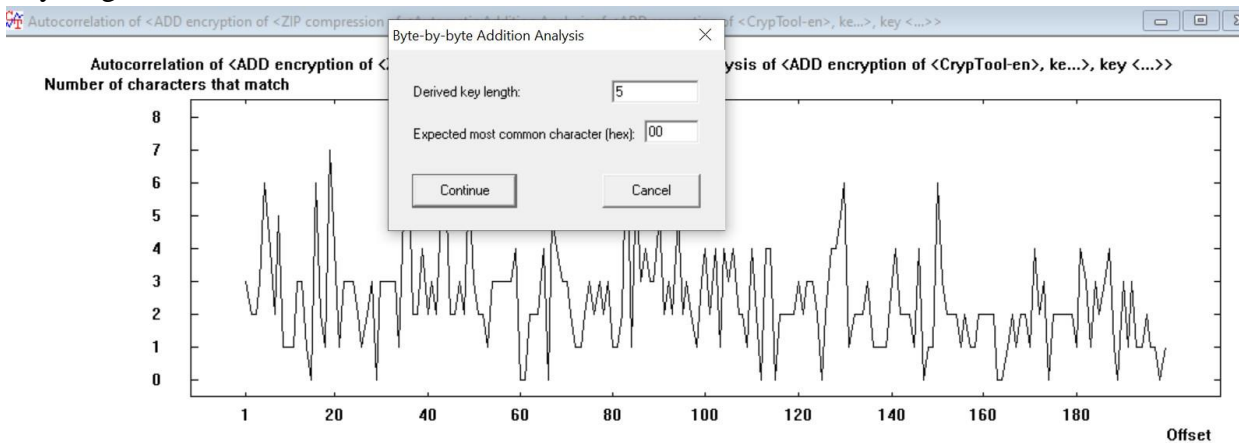 Autocorrelation of <ADD encryption of <ZIP compression of <CrypTool-en>, ke...>, key <...>>
Byte-by-byte Addition Analysis
Autocorrelation of <ADD encryption of < ysis of <ADD encryption of <CrypTool-en>, ke...>, key <...>>
Number of characters that match
Derived key length: 5
Expected most common character (hex): 00
Continue Cancel
8
7
6
5
4
3
2
1
0
1 20 40 60 80 100 120 140 160 180
Offset